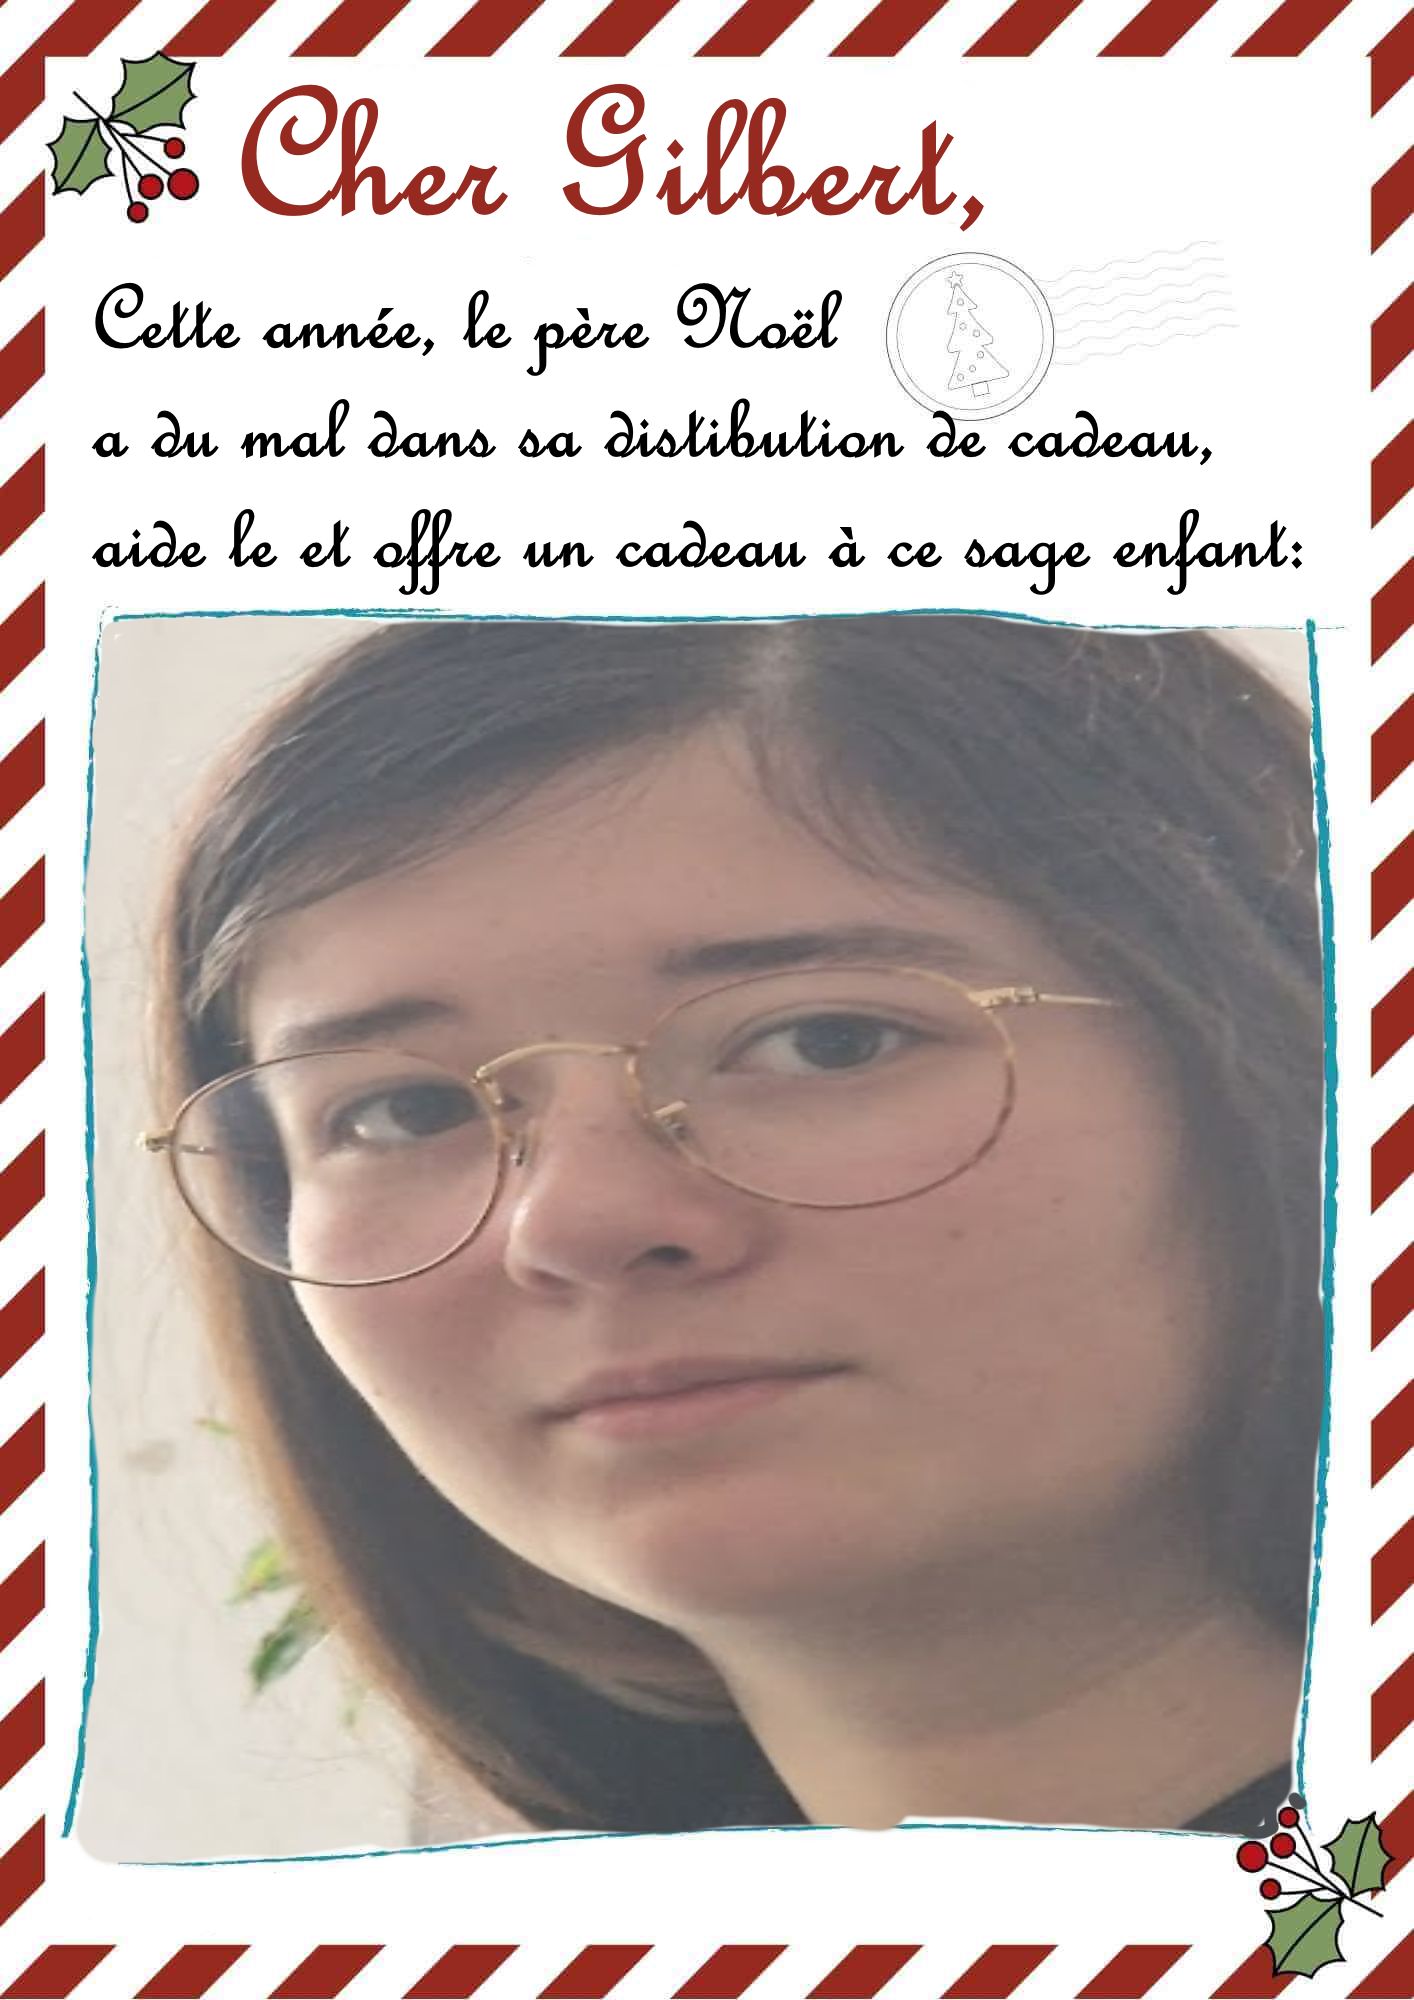 Cher Gilbert,
Cette année, le père Noël
a du mal dans sa distibution de cadeau,
aide le et offre un cadeau à ce sage enfant: